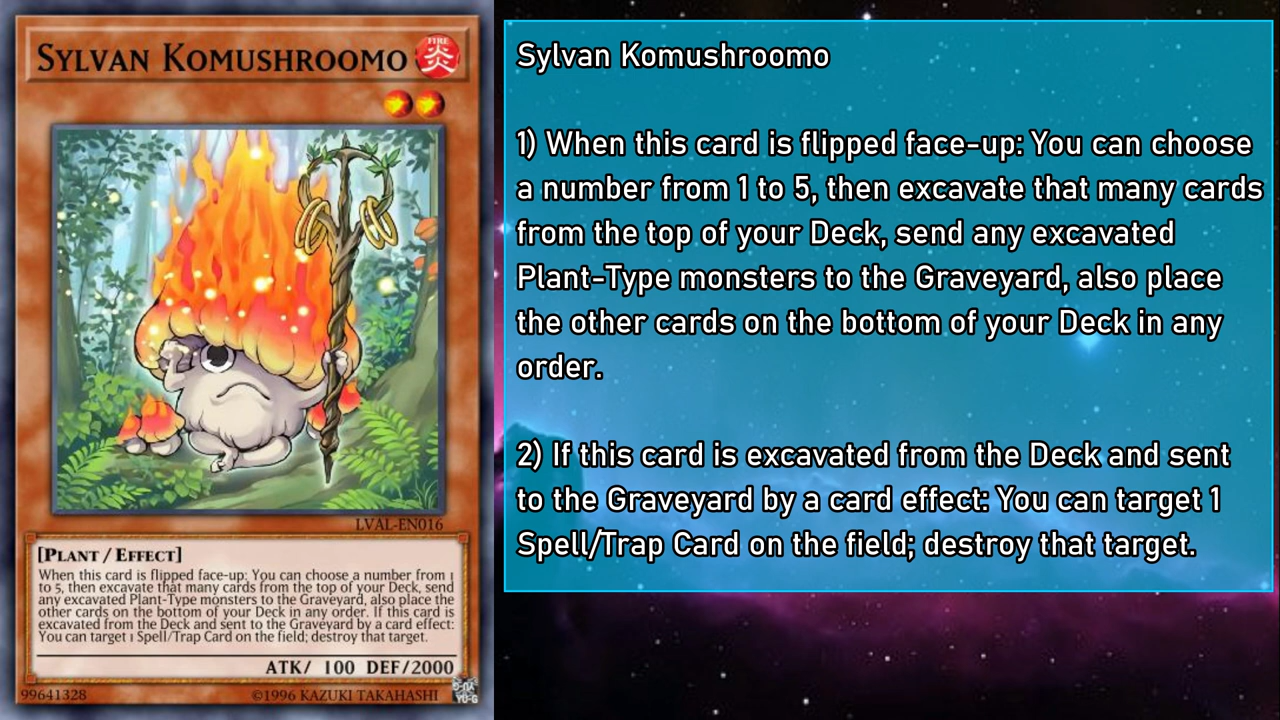 SYLVAN KOMUSHROOMO
FIRE
炎
LVAL-EN016
[PLANT / EFFECT]
When this card is flipped face-up: You can choose a number from 1
to 5, then excavate that many cards from the top of your Deck, send
any excavated Plant-Type monsters to the Graveyard, also place the
other cards on the bottom of your Deck in any order. If this card is
excavated from the Deck and sent to the Graveyard by a card effect:
You can target 1 Spell/Trap Card on the field; destroy that target.
ATK/ 100 DEF/2000
99641328
©1996 KAZUKI TAKAHASHI
Sylvan Komushroomo
1) When this card is flipped face-up: You can choose
a number from 1 to 5, then excavate that many cards
from the top of your Deck, send any excavated
Plant-Type monsters to the Graveyard, also place
the other cards on the bottom of your Deck in any
order.
2) If this card is excavated from the Deck and sent
to the Graveyard by a card effect: You can target 1
Spell/Trap Card on the field; destroy that target.